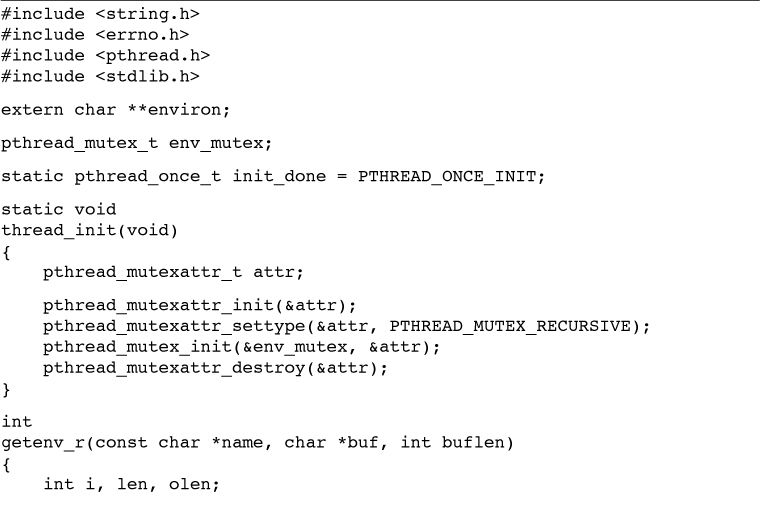 #include <string.h>
#include <errno.h>
#include <pthread.h>
#include <stdlib.h>
extern char **environ;
pthread_mutex_t env_mutex;
static pthread_once_t init_done = PTHREAD_ONCE_INIT;
static void
thread_init(void)
{
    pthread_mutexattr_t attr;
    pthread_mutexattr_init(&attr);
    pthread_mutexattr_settype(&attr, PTHREAD_MUTEX_RECURSIVE);
    pthread_mutex_init(&env_mutex, &attr);
    pthread_mutexattr_destroy(&attr);
}
int
getenv_r(const char *name, char *buf, int buflen)
{
    int i, len, olen;